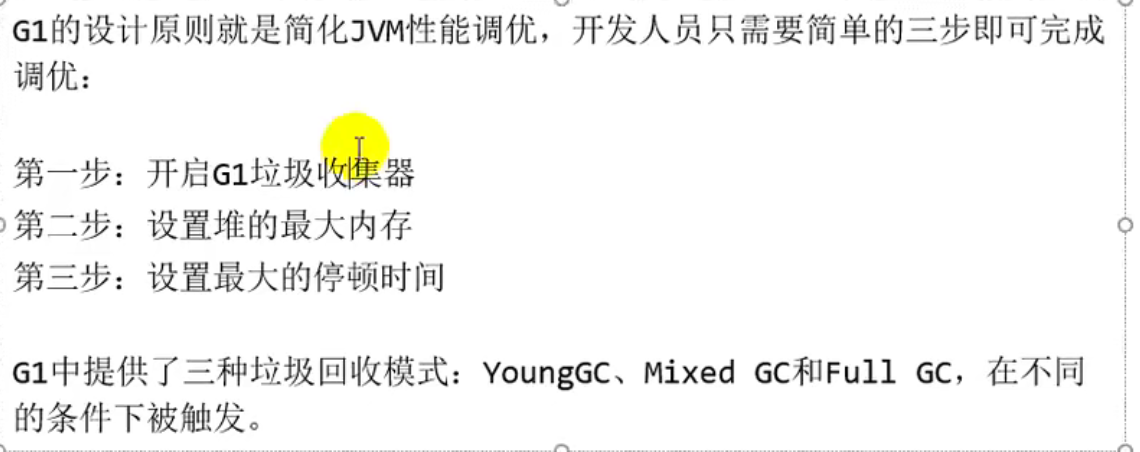 G1的设计原则就是简化JVM性能调优，开发人员只需要简单的三步即可完成
调优：
第一步：开启G1垃圾收集器
第二步：设置堆的最大内存
第三步：设置最大的停顿时间
G1中提供了三种垃圾回收模式：YoungGC、Mixed GC和Full GC，在不同
的条件下被触发。